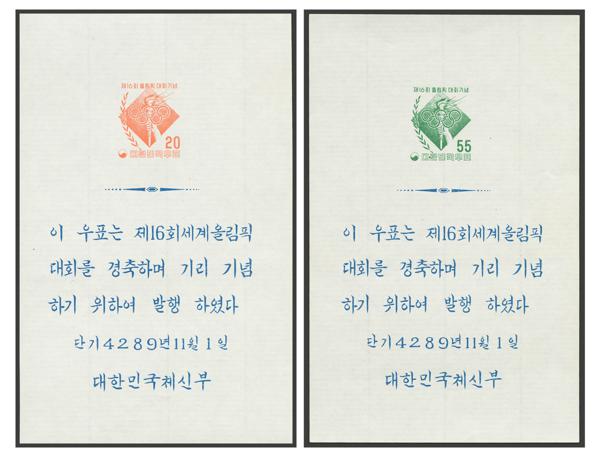 제16회 올림픽 대회기념
20
대한민국우표
이 우표는 제16회세계올림픽
대회를 경축하며 기리 기념
하기 위하여 발행 하였다
단기4289년11월1일
대한민국체신부
제16회 올림픽 대회기념
55
대한민국우표
이 우표는 제16회세계올림픽
대회를 경축하며 기리 기념
하기 위하여 발행 하였다
단기4289년11월1일
대한민국체신부